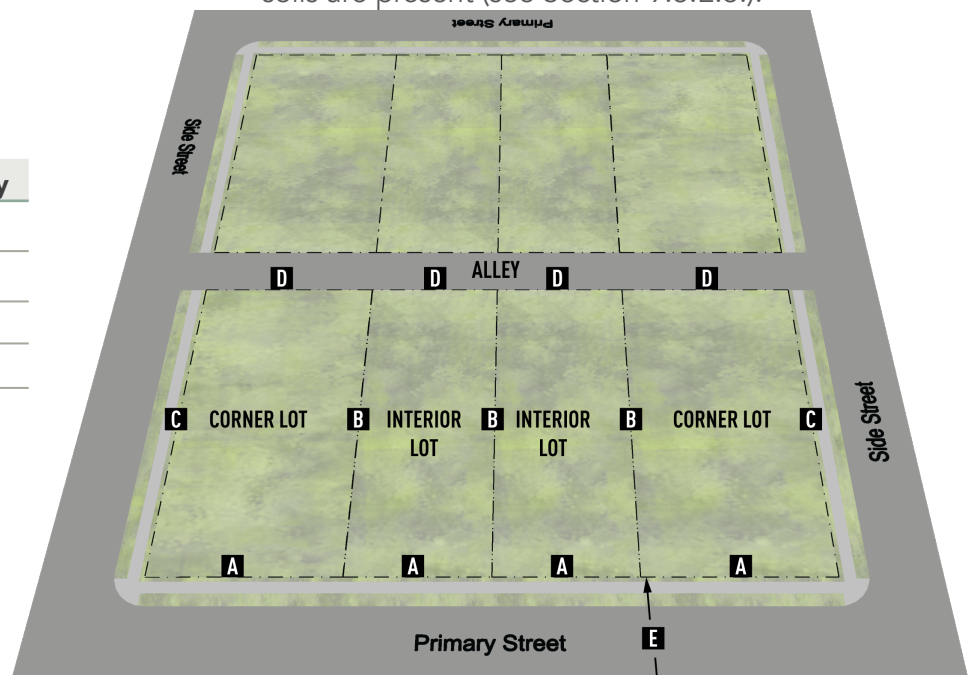 Primary Street
Side Street
y
D D ALLEY D D
C CORNER LOT B INTERIOR LOT B INTERIOR LOT B CORNER LOT C
Side Street
A A A A
Primary Street E